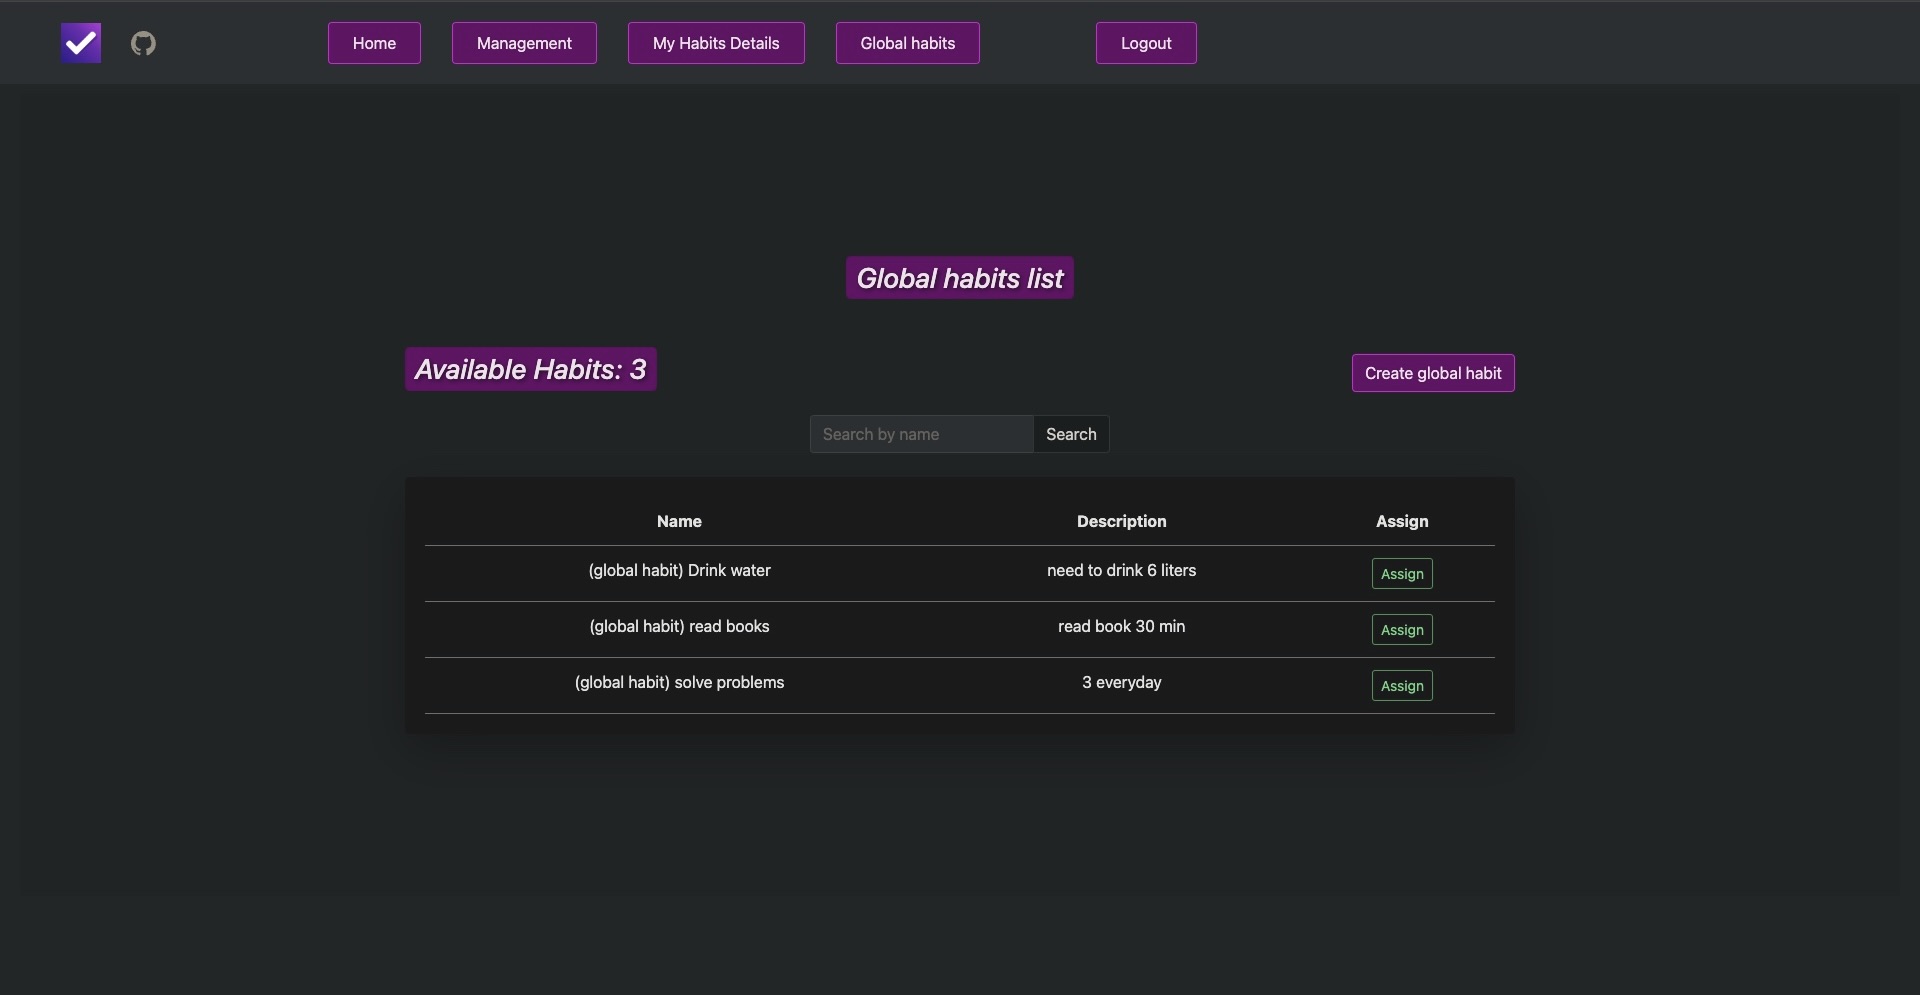 Home Management My Habits Details Global habits Logout
Global habits list
Available Habits: 3
Create global habit
Search by name Search
Name Description Assign
(global habit) Drink water need to drink 6 liters Assign
(global habit) read books read book 30 min Assign
(global habit) solve problems 3 everyday Assign